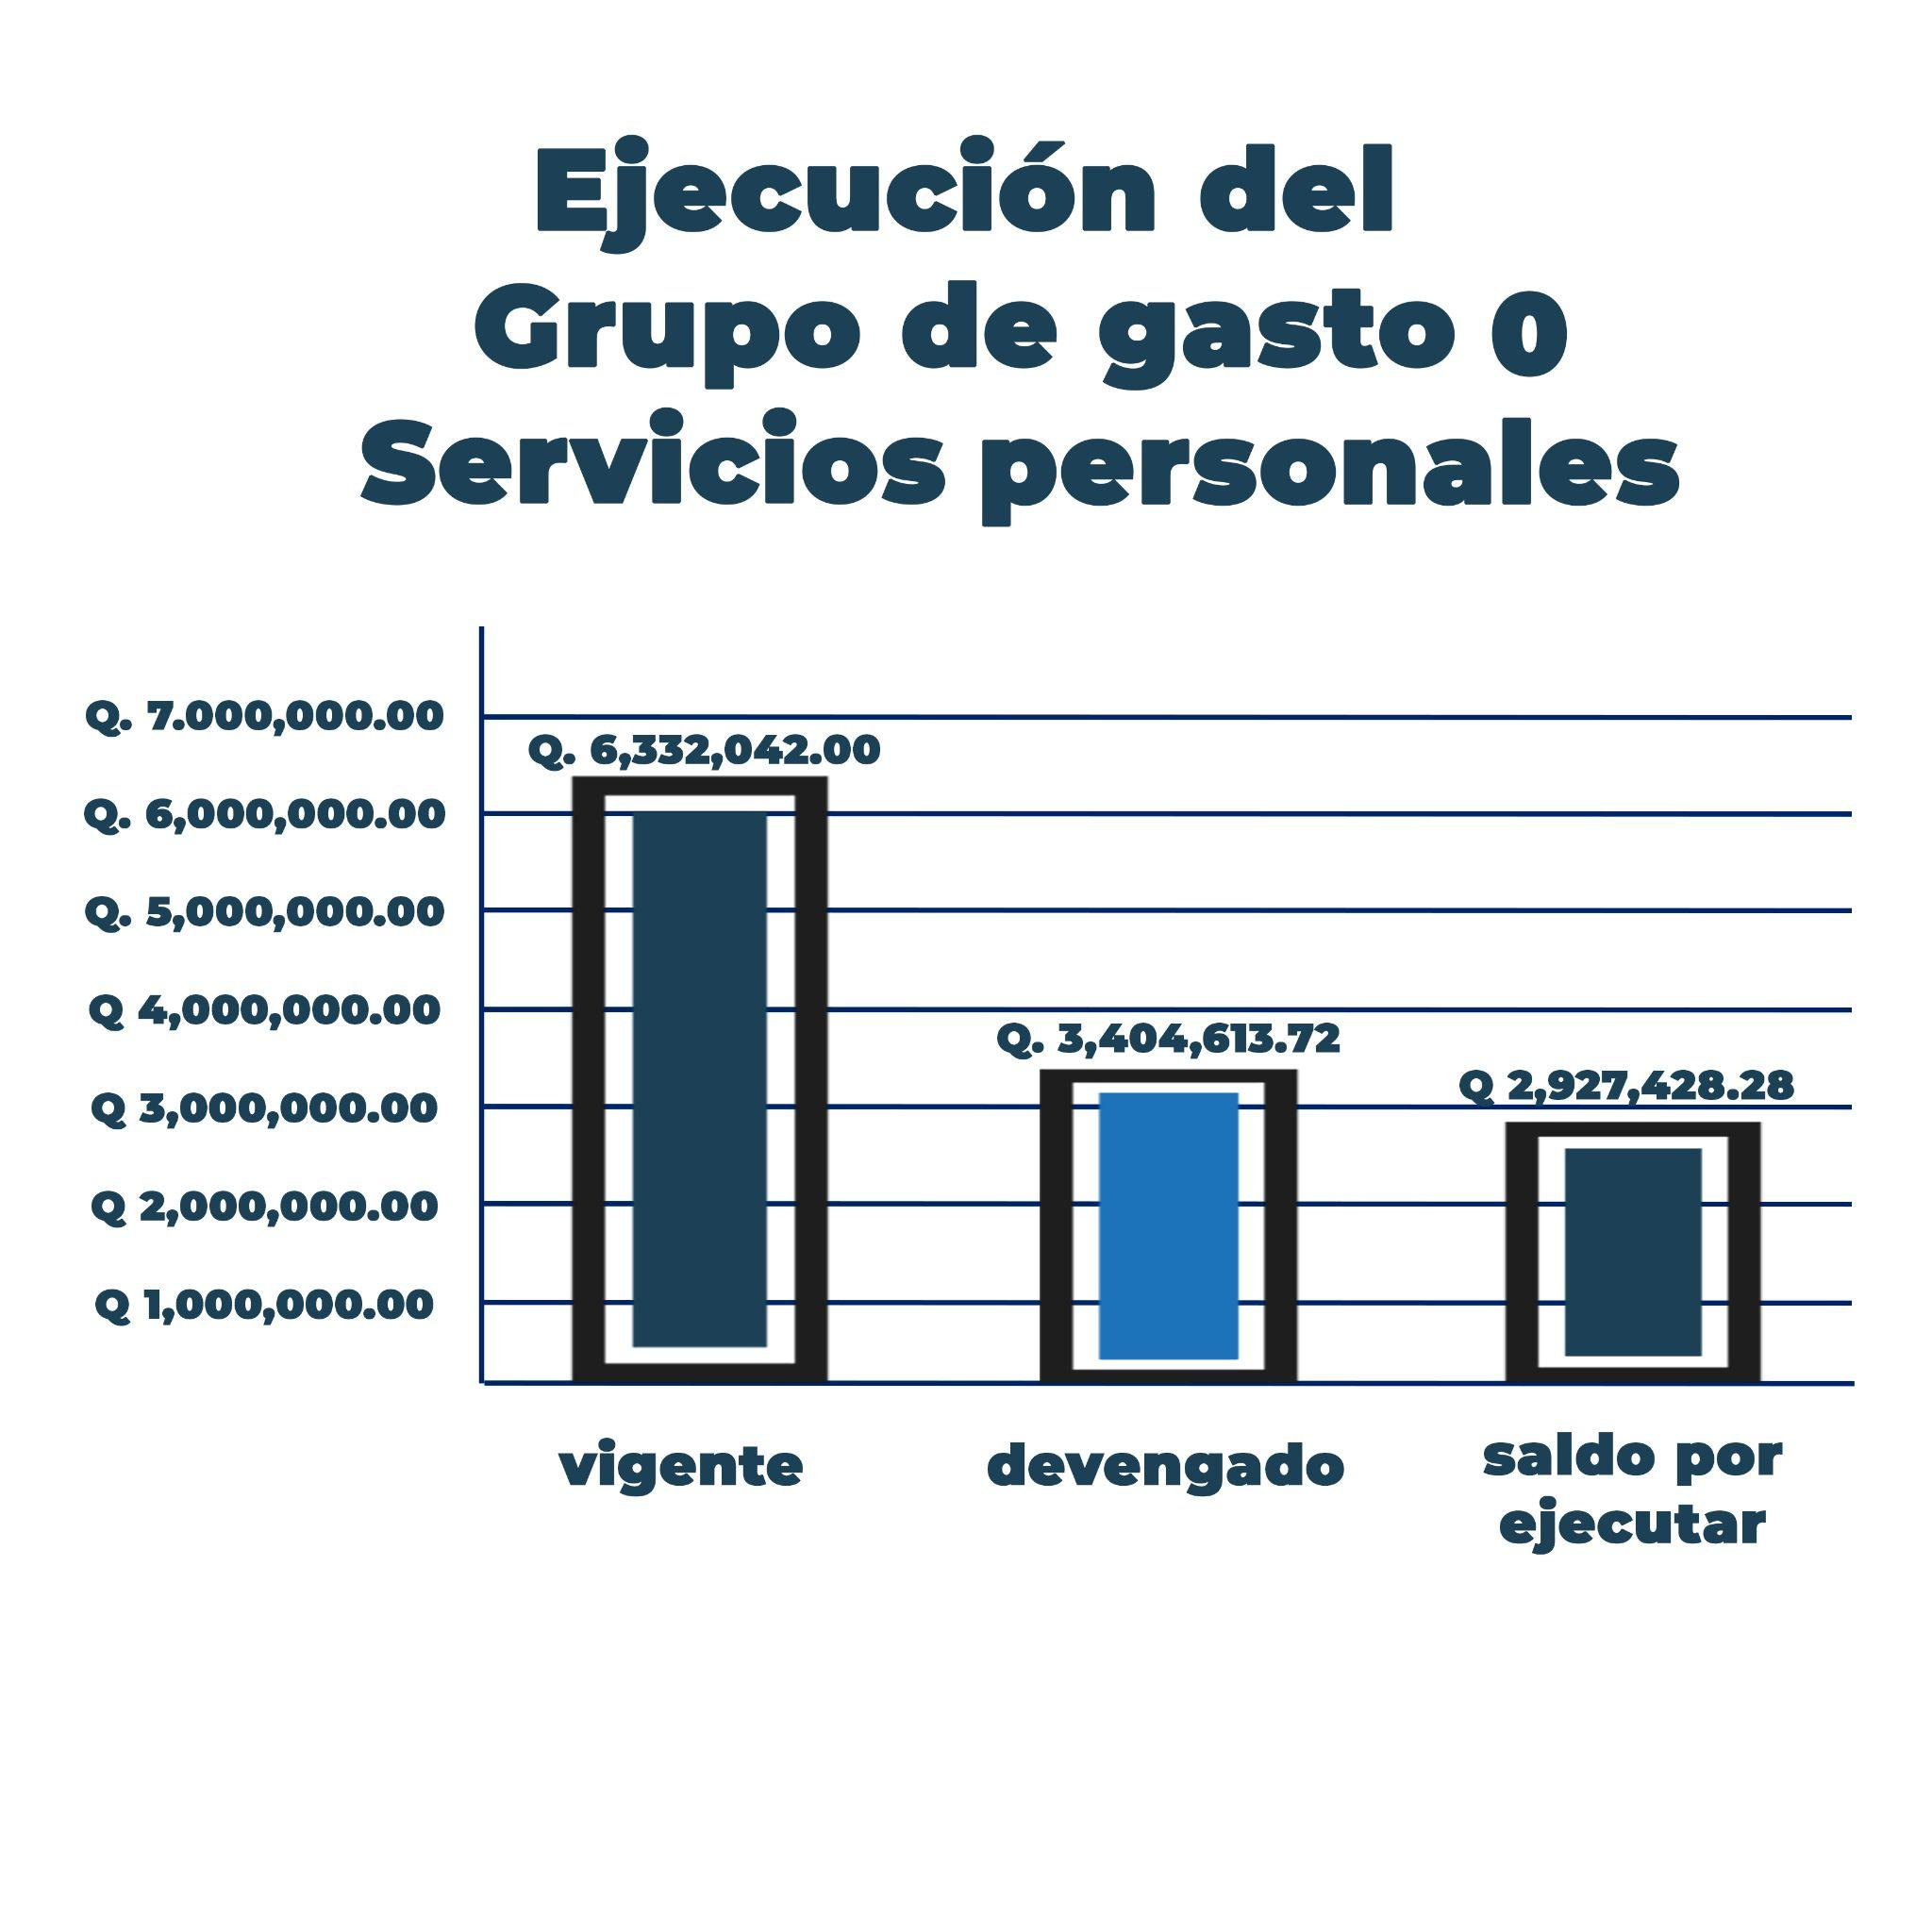 Ejecución del
Grupo de gasto 0
Servicios personales
Q. 7.000,000.00
Q. 6,332,042.00
Q. 6,000,000.00
Q. 5,000,000.00
Q 4,000,000.00
Q. 3,404,613.72
Q 2,927,428.28
Q 3,000,000.00
Q 2,000,000.00
Q 1,000,000.00
vigente
devengado
saldo por
ejecutar